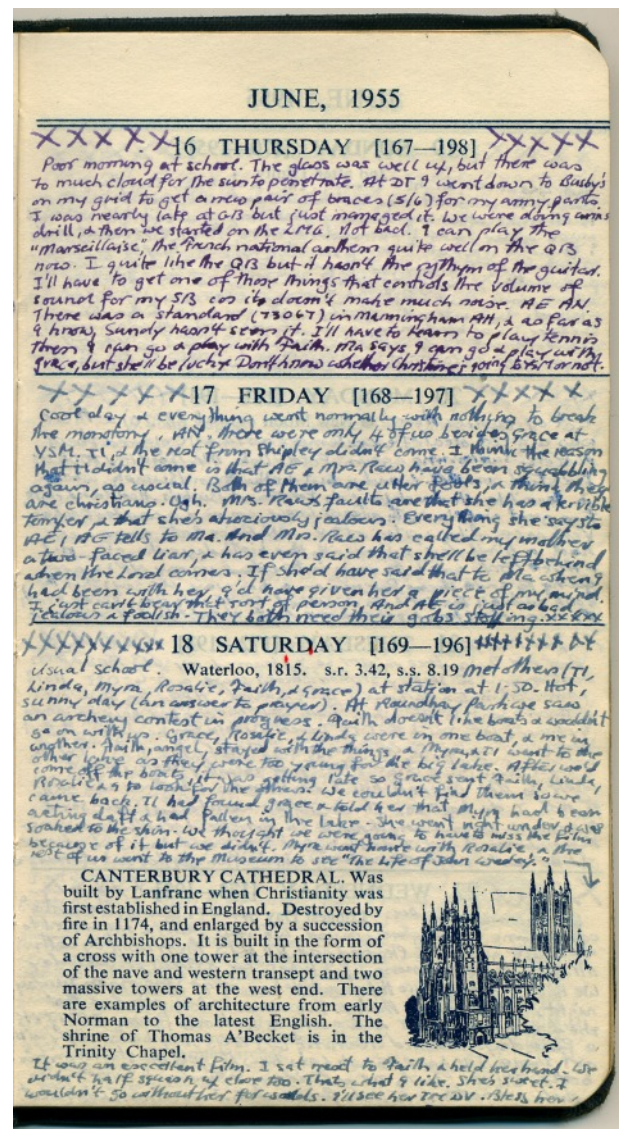 JUNE, 1955
XXXXX 16 THURSDAY [167—198] XXXXX
Poor morning at school. The glass was well up, but there was
to much cloud for the sun to penetrate. At DT I went down to Busby's
on my grid to get a new pair of braces (5/6) for my army pants.
I was nearly late at GB but just managed it. We were doing arms
drill, & then we started on the LMG. Not bad. I can play the
"Marseillaise", the French national anthem quite well on the QB
now. I quite like the QB but it hasn't the rythym of the guitar.
I'll have to get one of those things that controls the volume of
sound for my SB cos it doesn't make much noise. AE AN.
There was a standard (73067) in Manningham AH, & as far as
I know, Sandy hasn't seen it. I'll have to learn to play tennis
then I can go & play with Faith. Ma says I can go & play with
Grace, but she'll be lucky. Don't know whether Christine's going by SM or not.
XXXXXX 17 FRIDAY [168—197] XXXXX
Cool day & everything went normally with nothing to break
the monotony. AN. there were only 4 of us besides Grace at
YSM. TI, & the rest from Shipley didn't come. I think the reason
that TI didn't come is that AE & Mrs. Raw have been squabbling
again, as usual. Both of them are utter fools, & think they
are christians. Ugh. Mrs. Raw's faults are that she has a terrible
temper, & that she's atrociously jealous. Everything she says to
AE, AE tells to Ma. And Mrs. Raw has called my mother
a two-faced liar, & has even said that she'll be left behind
when the Lord comes. If she'd have said that to Ma when I
had been with her, I'd have given her a piece of my mind.
I just can't bear that sort of person. And AE is just as bad
jealous & foolish. They both need their gobs stuffing. xxxxx
XXXXXXXXX 18 SATURDAY [169—196] XXXXXXXX
Usual school. Waterloo, 1815. s.r. 3.42, s.s. 8.19 Met others (TI,
Linda, Myra, Rosalie, Faith, & Grace) at station at 1-50. Hot,
sunny day (an answer to prayer). At Roundhay Park we saw
an archery contest in progress. Faith doesn't like boats & wouldn't
go on with us. Grace, Rosalie, & Linda were in one boat, & me in
another. Faith, angel, stayed with the things, & Myra, & TI went to the
other lake as they were too young for the big lake. After we'd
come off the boats, it was getting late so Grace sent Faith, Linda,
Rosalie & I to look for the others. We couldn't find them so we
came back. TI had found Grace & told her that Myra had been
acting daft & had fallen in the lake. She went right under & was
soaked to the skin. We thought we were going to have to miss the film
because of it but we didn't. Myra went home with Rosalie, & the
rest of us went to the Museum to see "The Life of John Wesley."
CANTERBURY CATHEDRAL. Was
built by Lanfranc when Christianity was
first established in England. Destroyed by
fire in 1174, and enlarged by a succession
of Archbishops. It is built in the form of
a cross with one tower at the intersection
of the nave and western transept and two
massive towers at the west end. There
are examples of architecture from early
Norman to the latest English. The
shrine of Thomas A'Becket is in the
Trinity Chapel.
It was an excellent film. I sat next to Faith & held her hand. We
didn't half squash up close too. Thats what I like. She's sweet. I
wouldn't go without her for worlds. I'll see her DV. Bless her.